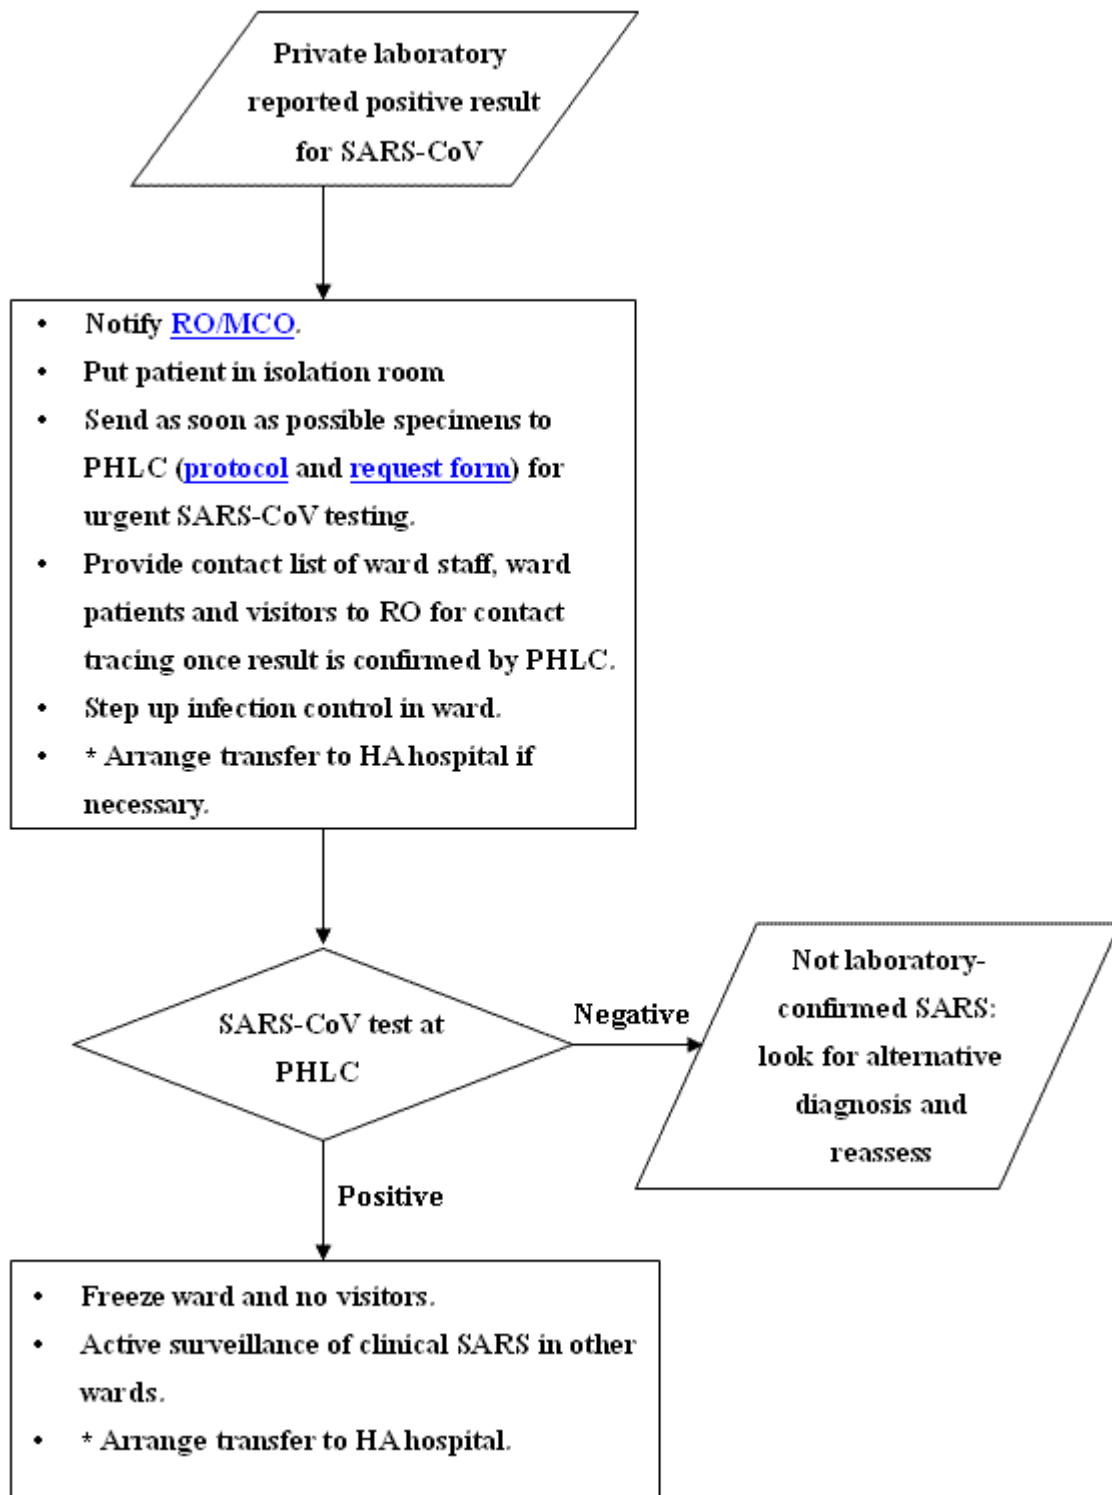 Private laboratory
reported positive result
for SARS-CoV
• Notify RO/MCO.
• Put patient in isolation room
• Send as soon as possible specimens to
PHLC (protocol and request form) for
urgent SARS-CoV testing.
• Provide contact list of ward staff, ward
patients and visitors to RO for contact
tracing once result is confirmed by PHLC.
• Step up infection control in ward.
• * Arrange transfer to HA hospital if
necessary.
SARS-CoV test at
PHLC
Negative
Not laboratory-
confirmed SARS:
look for alternative
diagnosis and
reassess
Positive
• Freeze ward and no visitors.
• Active surveillance of clinical SARS in other
wards.
• * Arrange transfer to HA hospital.